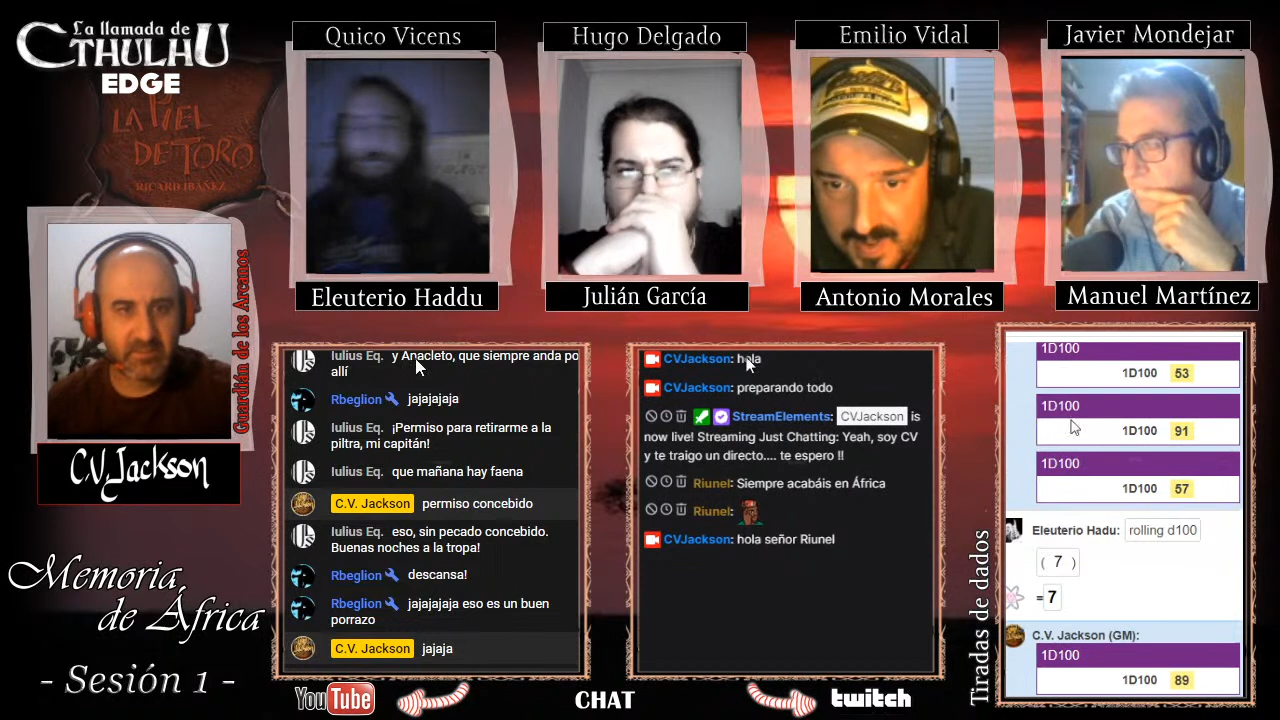 La llamada de
CTHULHU
EDGE
LA PIEL
DE TORO
RICARD IBÁÑEZ
Quico Vicens
Hugo Delgado
Emilio Vidal
Javier Mondejar
Eleuterio Haddu
Julián García
Antonio Morales
Manuel Martínez
Guardián de los Arcanos
C.V. Jackson
Memoria
de África
- Sesión 1 -
Iulius Eq. y Anacleto, que siempre anda po
allí
Rbeglion jajajajaja
Iulius Eq. ¡Permiso para retirarme a la
piltra, mi capitán!
Iulius Eq. que mañana hay faena
C.V. Jackson permiso concebido
Iulius Eq. eso, sin pecado concebido.
Buenas noches a la tropa!
Rbeglion descansa!
Rbeglion jajajajaja eso es un buen
porrazo
C.V. Jackson jajaja
CVJackson: hola
CVJackson: preparando todo
StreamElements: CVJackson is
now live! Streaming Just Chatting: Yeah, soy CV
y te traigo un directo.... te espero !!
Riunel: Siempre acabáis en África
Riunel:
CVJackson: hola señor Riunel
Tiradas de dados
1D100
1D100 53
1D100
1D100 91
1D100
1D100 57
Eleuterio Hadu: rolling d100
( 7 )
=7
C.V. Jackson (GM):
1D100
1D100 89
YouTube
CHAT
twitch